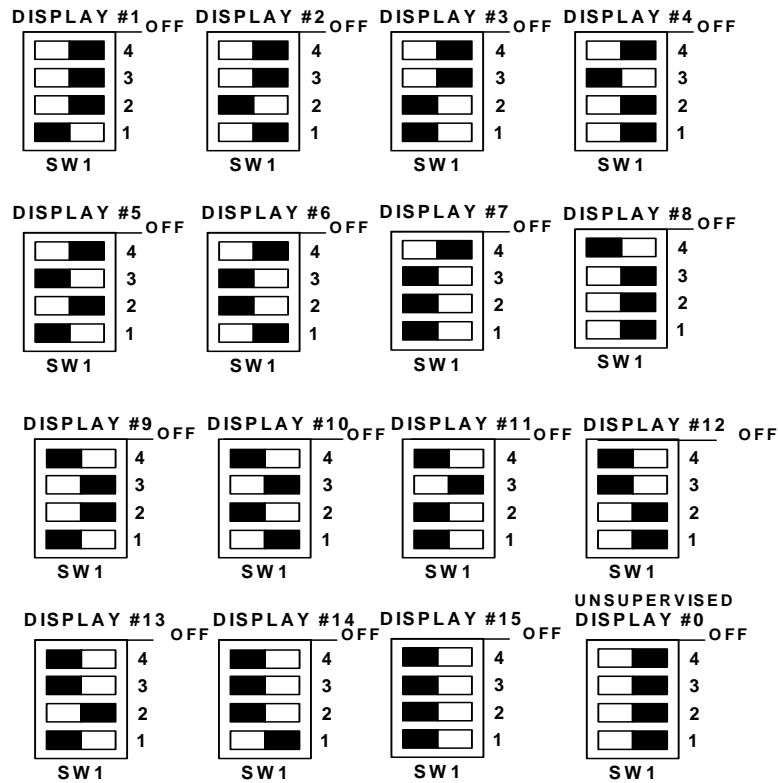 DISPLAY #1 OFF
4
3
2
1
SW1
DISPLAY #2 OFF
4
3
2
1
SW1
DISPLAY #3 OFF
4
3
2
1
SW1
DISPLAY #4 OFF
4
3
2
1
SW1
DISPLAY #5 OFF
4
3
2
1
SW1
DISPLAY #6 OFF
4
3
2
1
SW1
DISPLAY #7 OFF
4
3
2
1
SW1
DISPLAY #8 OFF
4
3
2
1
SW1
DISPLAY #9 OFF
4
3
2
1
SW1
DISPLAY #10 OFF
4
3
2
1
SW1
DISPLAY #11 OFF
4
3
2
1
SW1
DISPLAY #12 OFF
4
3
2
1
SW1
DISPLAY #13 OFF
4
3
2
1
SW1
DISPLAY #14 OFF
4
3
2
1
SW1
DISPLAY #15 OFF
4
3
2
1
SW1
UNSUPERVISED
DISPLAY #0 OFF
4
3
2
1
SW1